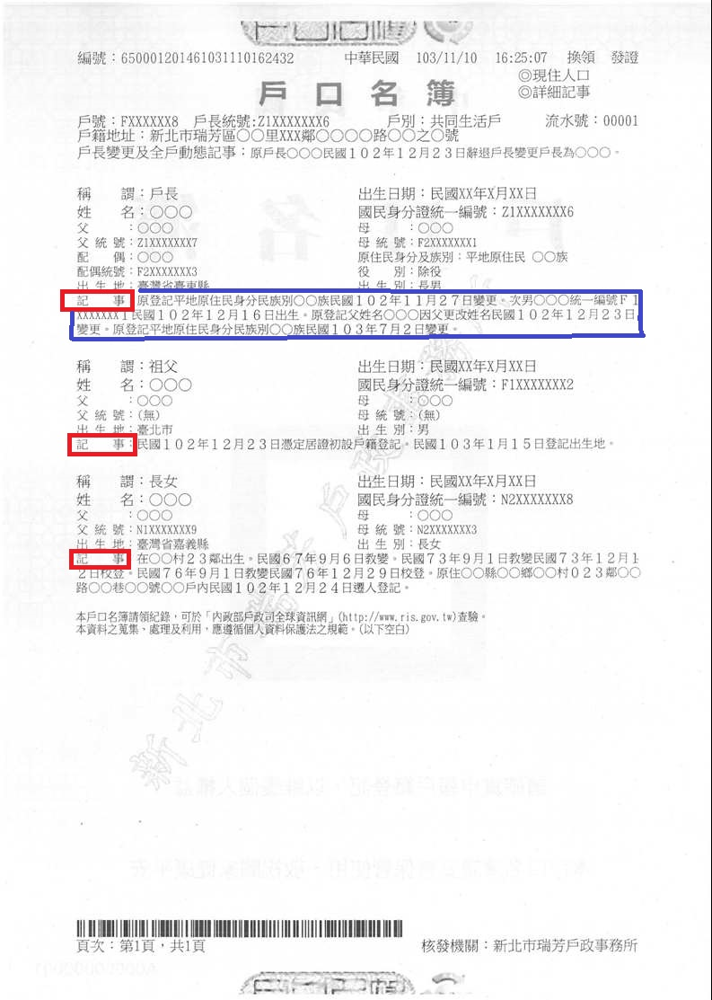 編號：65000120146103111016​2432 中華民國 103/11/10 16:25:07 換領 發證
◎現住人口
戶口名簿 ◎詳細記事
戶號：FXXXXXX8 戶長統號:Z1XXXXXXX6 戶別：共同生活戶 流水號：00001
戶籍地址：新北市瑞芳區○○里XXX鄰○○○○路○○之○號
戶長變更及全戶動態記事：原戶長○○○民國１０２年１２月２３日辭退戶長變更戶長為○○○。
稱謂：戶長 出生日期：民國XX年X月XX日
姓名：○○○ 國民身分證統一編號：Z1XXXXXXX6
父：○○○ 母：○○○
父統號：Z1XXXXXXX7 母統號：F2XXXXXXX1
配偶：○○○ 原住民身分及族別：平地原住民 ○○族
配偶統號：F2XXXXXXX3 役別：除役
出生地：臺灣省臺東縣 出生別：長男
記事：原登記平地原住民身分民族別○○族民國１０２年１１月２７日變更。次男○○○統一編號Ｆ１
XXXXXXX１民國１０２年１２月１６日出生。原登記父姓名○○○因父更改姓名民國１０２年１２月２３日
變更。原登記平地原住民身分民族別○○族民國１０３年７月２日變更。
稱謂：祖父 出生日期：民國XX年X月XX日
姓名：○○○ 國民身分證統一編號：F1XXXXXXX2
父：○○○ 母：○○○
父統號：(無) 母統號：(無)
出生地：臺北市 出生別：男
記事：民國１０２年１２月２３日憑定居證初設戶籍登記。民國１０３年１月１５日登記出生地。
稱謂：長女 出生日期：民國XX年X月XX日
姓名：○○○ 國民身分證統一編號：N2XXXXXXX8
父：○○○ 母：○○○
父統號：N1XXXXXXX9 母統號：N2XXXXXXX3
出生地：臺灣省嘉義縣 出生別：長女
記事：在○○村２３鄰出生。民國６７年９月６日教變。民國７３年９月１日教變民國７３年１２月１
２日校登。民國７６年９月１日教變民國７６年１２月２９日校登。原住○○縣○○鄉○○村０２３鄰○○
路○○巷○○號○○戶內民國１０２年１２月２４日遷入登記。
本戶口名簿請領紀錄，可於「內政部戶政司全球資訊網」(http://www.ris.gov.tw)查驗。
本資料之蒐集、處理及利用，應遵循個人資料保護法之規範。(以下空白)
新北市瑞芳戶政事務所
頁次：第1頁，共1頁 核發機關：新北市瑞芳戶政事務所